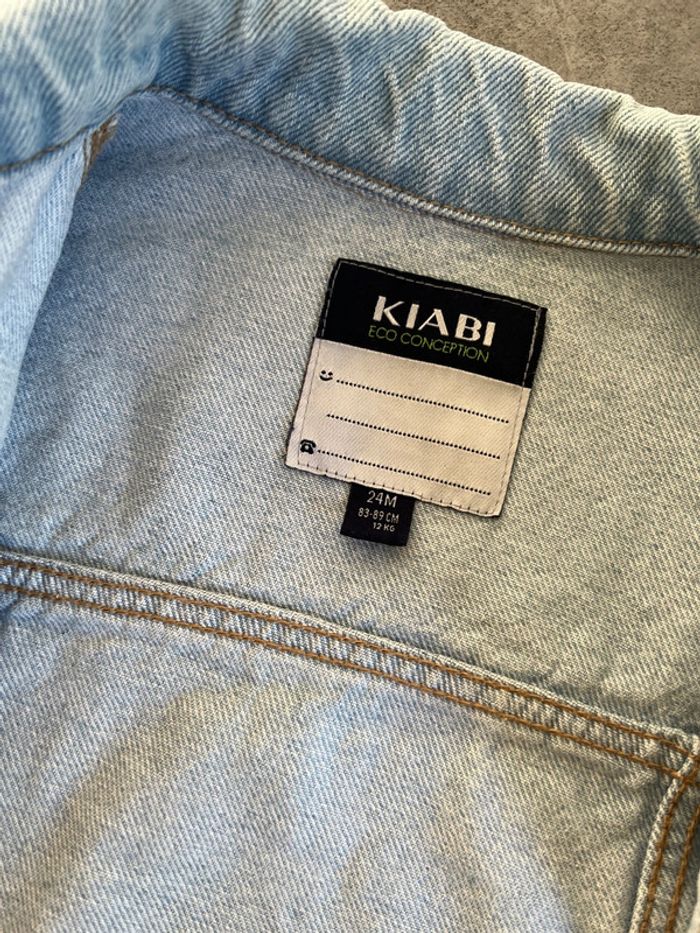 KIABI
ECO CONCEPTION
24M
83-89 CM
12 KG